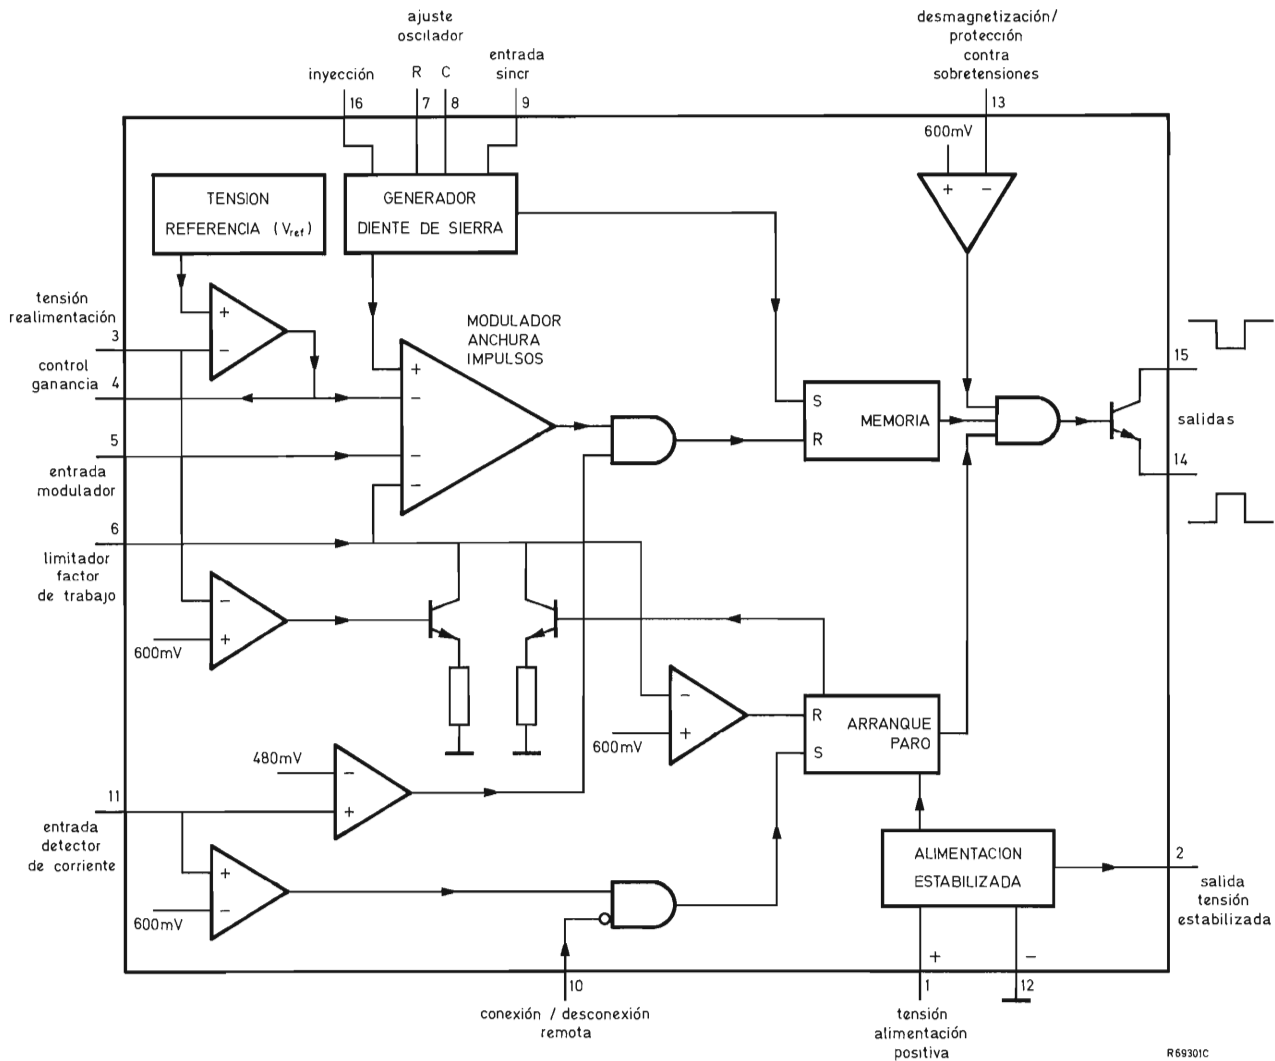 ajuste
oscilador
inyección
R
C
entrada
sincr
16
7
8
9
desmagnetización/
protección
contra
sobretensiones
13
600mV
+
−
TENSION
REFERENCIA (Vref)
GENERADOR
DIENTE DE SIERRA
tensión
realimentación
3
+
−
control
ganancia
4
MODULADOR
ANCHURA
IMPULSOS
+
−
−
−
5
entrada
modulador
S
R
MEMORIA
15
salidas
14
6
limitador
factor
de trabajo
−
+
600mV
−
+
600mV
R
S
ARRANQUE
PARO
480mV
−
+
11
entrada
detector
de corriente
+
−
600mV
ALIMENTACION
ESTABILIZADA
2
salida
tensión
estabilizada
10
conexión / desconexión
remota
+
−
1
12
tensión
alimentación
positiva
R69301C